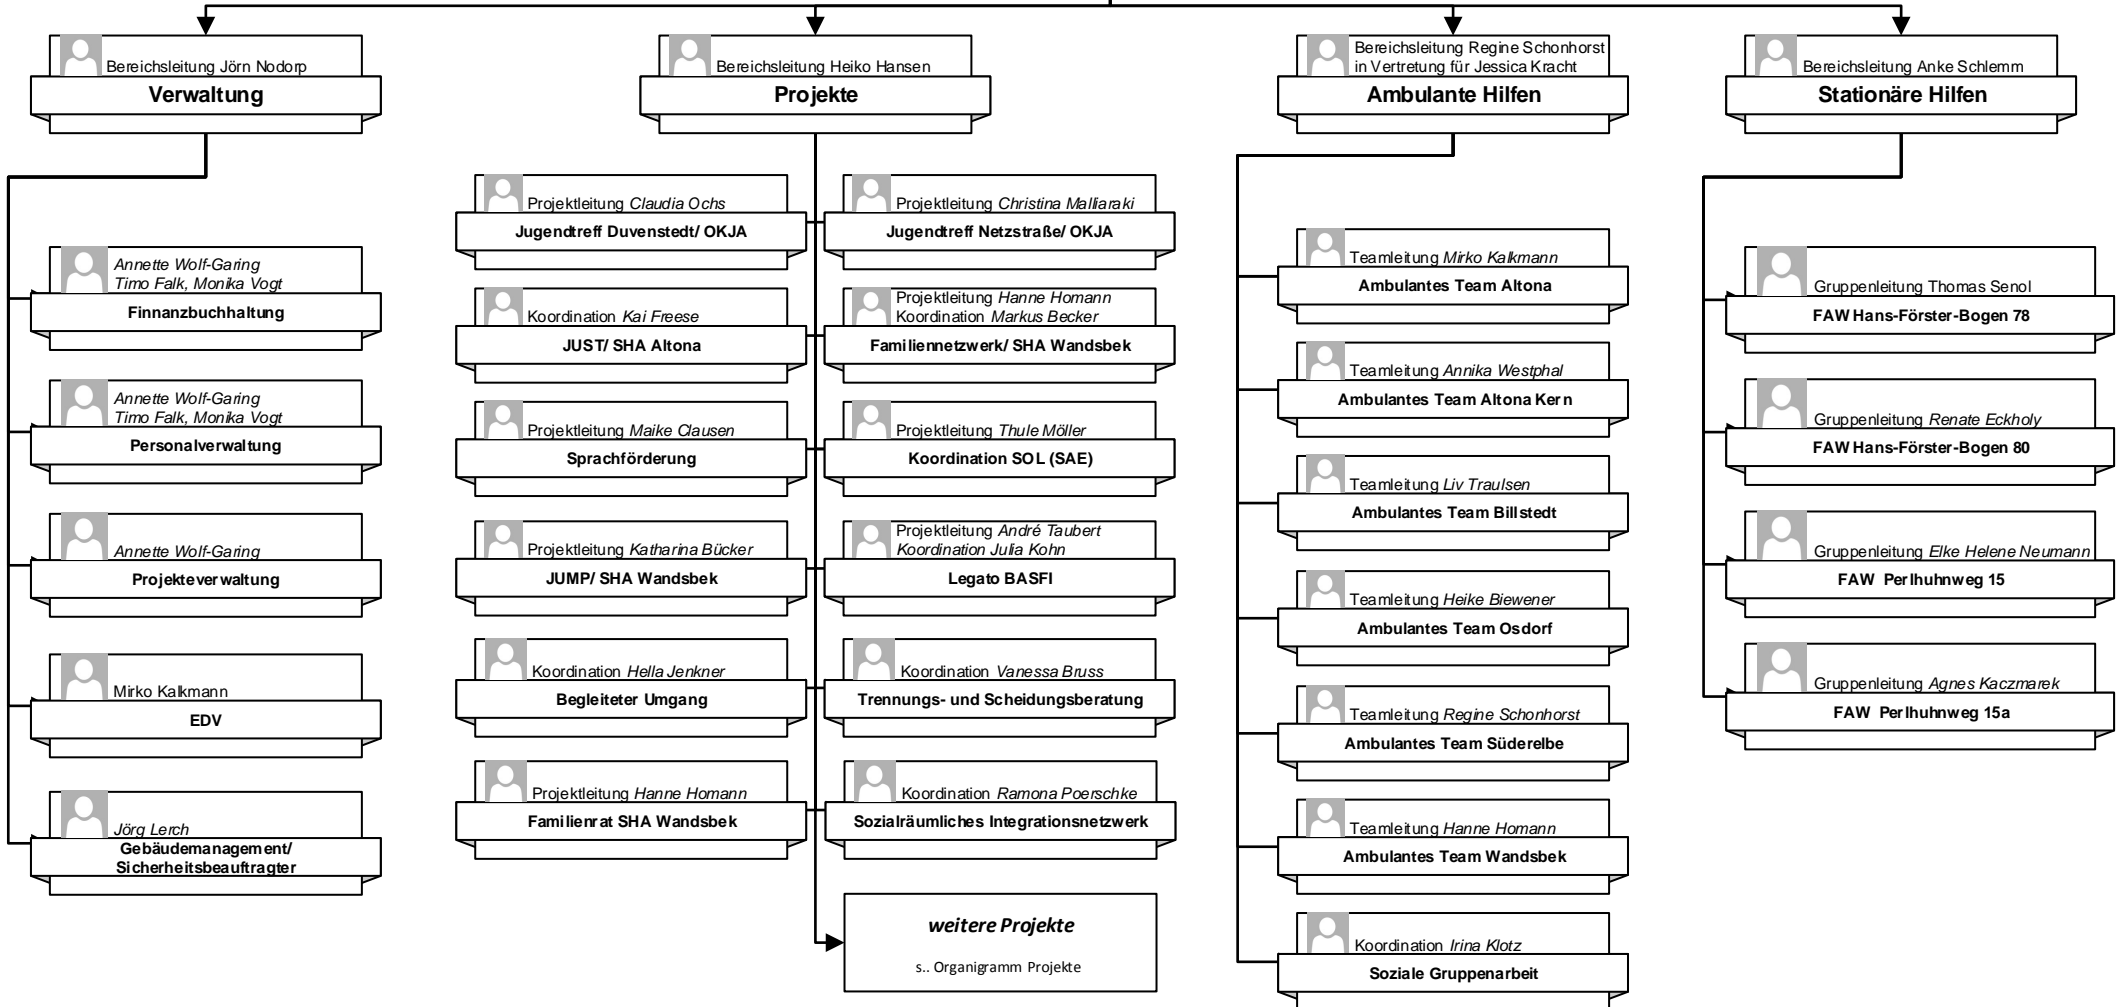 Bereichsleitung Jörn Nodorp
Verwaltung
Annette Wolf-Garing
Timo Falk, Monika Vogt
Finnanzbuchhaltung
Annette Wolf-Garing
Timo Falk, Monika Vogt
Personalverwaltung
Annette Wolf-Garing
Projekteverwaltung
Mirko Kalkmann
EDV
Jörg Lerch
Gebäudemanagement/
Sicherheitsbeauftragter
Bereichsleitung Heiko Hansen
Projekte
Projektleitung Claudia Ochs
Jugendtreff Duvenstedt/ OKJA
Projektleitung Christina Malliaraki
Jugendtreff Netzstraße/ OKJA
Koordination Kai Freese
JUST/ SHA Altona
Projektleitung Hanne Homann
Koordination Markus Becker
Familiennetzwerk/ SHA Wandsbek
Projektleitung Maike Clausen
Sprachförderung
Projektleitung Thule Möller
Koordination SOL (SAE)
Projektleitung Katharina Bücker
JUMP/ SHA Wandsbek
Projektleitung André Taubert
Koordination Julia Kohn
Legato BASFI
Koordination Hella Jenkner
Begleiteter Umgang
Koordination Vanessa Bruss
Trennungs- und Scheidungsberatung
Projektleitung Hanne Homann
Familienrat SHA Wandsbek
Koordination Ramona Poerschke
Sozialräumliches Integrationsnetzwerk
weitere Projekte
s.. Organigramm Projekte
Bereichsleitung Regine Schonhorst
in Vertretung für Jessica Kracht
Ambulante Hilfen
Teamleitung Mirko Kalkmann
Ambulantes Team Altona
Teamleitung Annika Westphal
Ambulantes Team Altona Kern
Teamleitung Liv Traulsen
Ambulantes Team Billstedt
Teamleitung Heike Biewener
Ambulantes Team Osdorf
Teamleitung Regine Schonhorst
Ambulantes Team Süderelbe
Teamleitung Hanne Homann
Ambulantes Team Wandsbek
Koordination Irina Klotz
Soziale Gruppenarbeit
Bereichsleitung Anke Schlemm
Stationäre Hilfen
Gruppenleitung Thomas Senol
FAW Hans-Förster-Bogen 78
Gruppenleitung Renate Eckholy
FAW Hans-Förster-Bogen 80
Gruppenleitung Elke Helene Neumann
FAW Perlhuhnweg 15
Gruppenleitung Agnes Kaczmarek
FAW Perlhuhnweg 15a